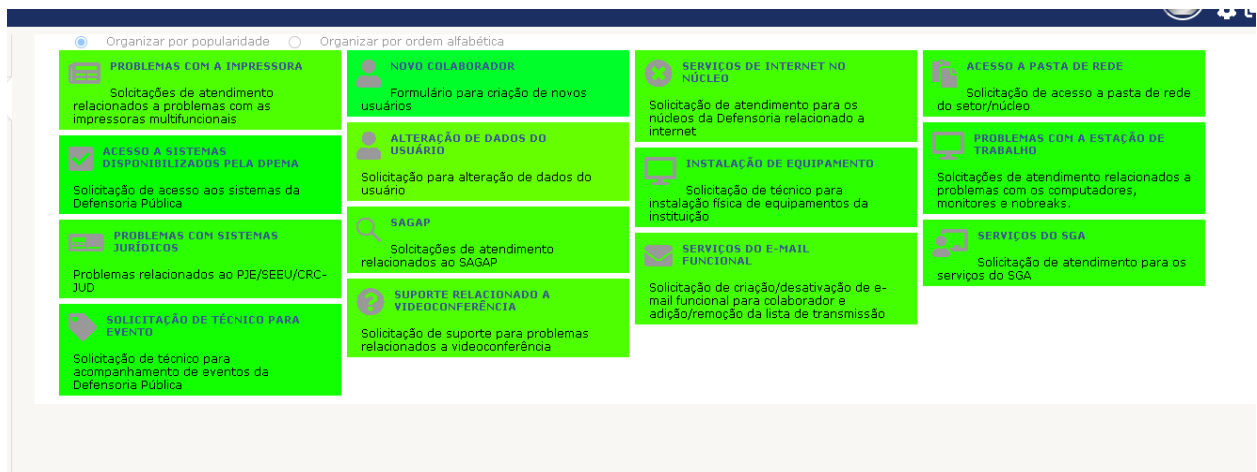 Organizar por popularidade
Organizar por ordem alfabética
PROBLEMAS COM A IMPRESSORA
Solcitações de atendimento
relacionados a problemas com as
impressoras multifuncionais
ACESSO A SISTEMAS
DISPONIBILIZADOS PELA DPEMA
Solicitação de acesso aos sistemas da
Defensoria Pública
PROBLEMAS COM SISTEMAS
JURÍDICOS
Problemas relacionados ao PJE/SEEU/CRC-
JUD
SOLICITAÇÃO DE TÉCNICO PARA
EVENTO
Solicitação de técnico para
acompanhamento de eventos da
Defensoria Pública
NOVO COLABORADOR
Formulário para criação de novos
usuários
ALTERAÇÃO DE DADOS DO
USUÁRIO
Solicitação para alteração de dados do
usuário
SAGAP
Solcitações de atendimento
relacionados ao SAGAP
SUPORTE RELACIONADO A
VIDEOCONFERÊNCIA
Solicitação de suporte para problemas
relacionados a videoconferência
SERVIÇOS DE INTERNET NO
NÚCLEO
Solicitação de atendimento para os
núcleos da Defensoria relacionado a
internet
INSTALAÇÃO DE EQUIPAMENTO
Solicitação de técnico para
instalação física de equipamentos da
instituição
SERVIÇOS DO E-MAIL
FUNCIONAL
Solicitação de criação/desativação de e-
mail funcional para colaborador e
adição/remoção da lista de transmissão
ACESSO A PASTA DE REDE
Solicitação de acesso a pasta de rede
do setor/núcleo
PROBLEMAS COM A ESTAÇÃO DE
TRABALHO
Solcitações de atendimento relacionados a
problemas com os computadores,
monitores e nobreaks.
SERVIÇOS DO SGA
Solicitação de atendimento para os
serviços do SGA